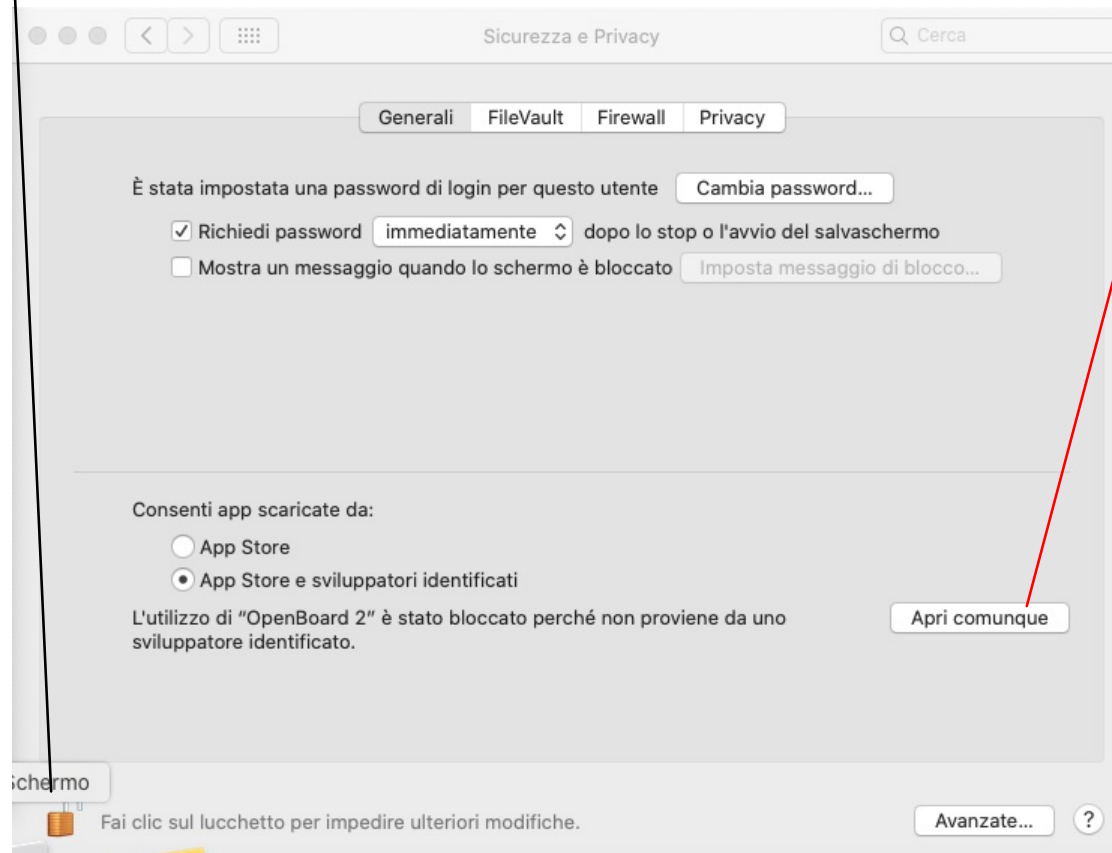 Sicurezza e Privacy
Cerca
Generali FileVault Firewall Privacy
È stata impostata una password di login per questo utente Cambia password...
Richiedi password immediatamente dopo lo stop o l'avvio del salvaschermo
Mostra un messaggio quando lo schermo è bloccato Imposta messaggio di blocco...
Consenti app scaricate da:
App Store
App Store e sviluppatori identificati
L'utilizzo di “OpenBoard 2” è stato bloccato perché non proviene da uno Apri comunque
sviluppatore identificato.
chermo
Fai clic sul lucchetto per impedire ulteriori modifiche. Avanzate... ?